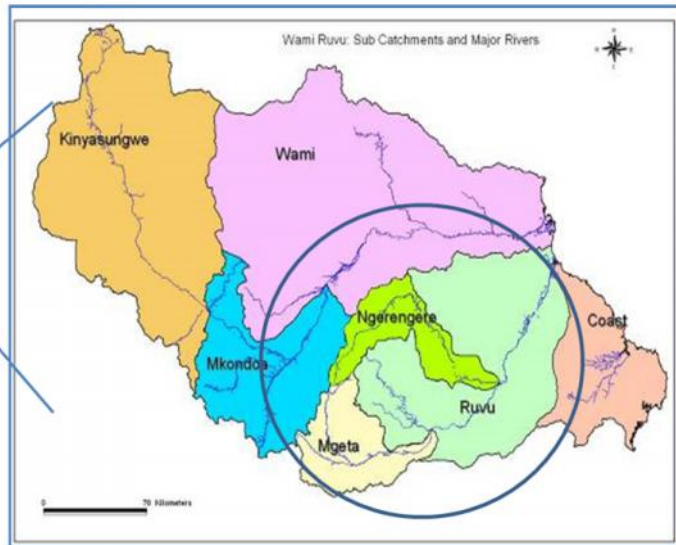 Wami Ruvu: Sub Catchments and Major Rivers
Kinyasungwe
Wami
Ngerengere
Coast
Mkondoa
Ruvu
Mgeta
0 70 Kilometers